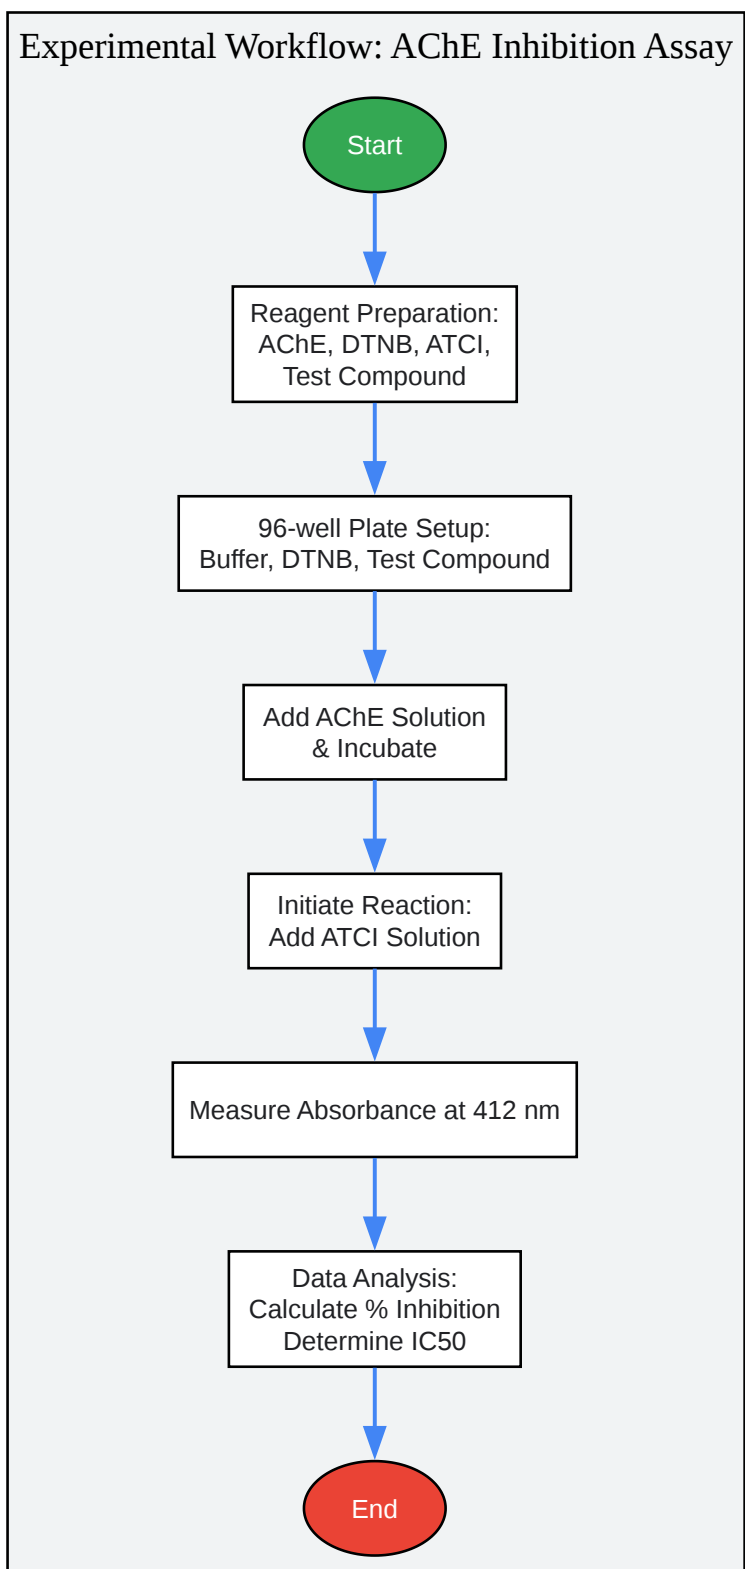 Experimental Workflow: AChE Inhibition Assay
Start
Reagent Preparation:
AChE, DTNB, ATCI,
Test Compound
96-well Plate Setup:
Buffer, DTNB, Test Compound
Add AChE Solution
& Incubate
Initiate Reaction:
Add ATCI Solution
Measure Absorbance at 412 nm
Data Analysis:
Calculate % Inhibition
Determine IC50
End